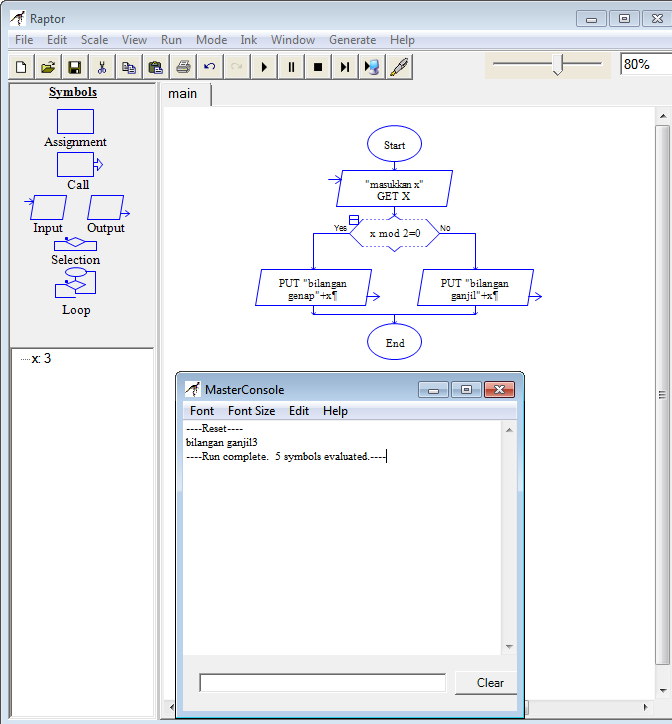 Raptor
File Edit Scale View Run Mode Ink Window Generate Help
80%
Symbols
Assignment
Call
Input Output
Selection
Loop
x: 3
main
Start
"masukkan x"
GET X
Yes x mod 2=0 No
PUT "bilangan
genap"+x¶
PUT "bilangan
ganjil"+x¶
End
MasterConsole
Font Font Size Edit Help
----Reset----
bilangan ganjil3
----Run complete. 5 symbols evaluated.----
Clear